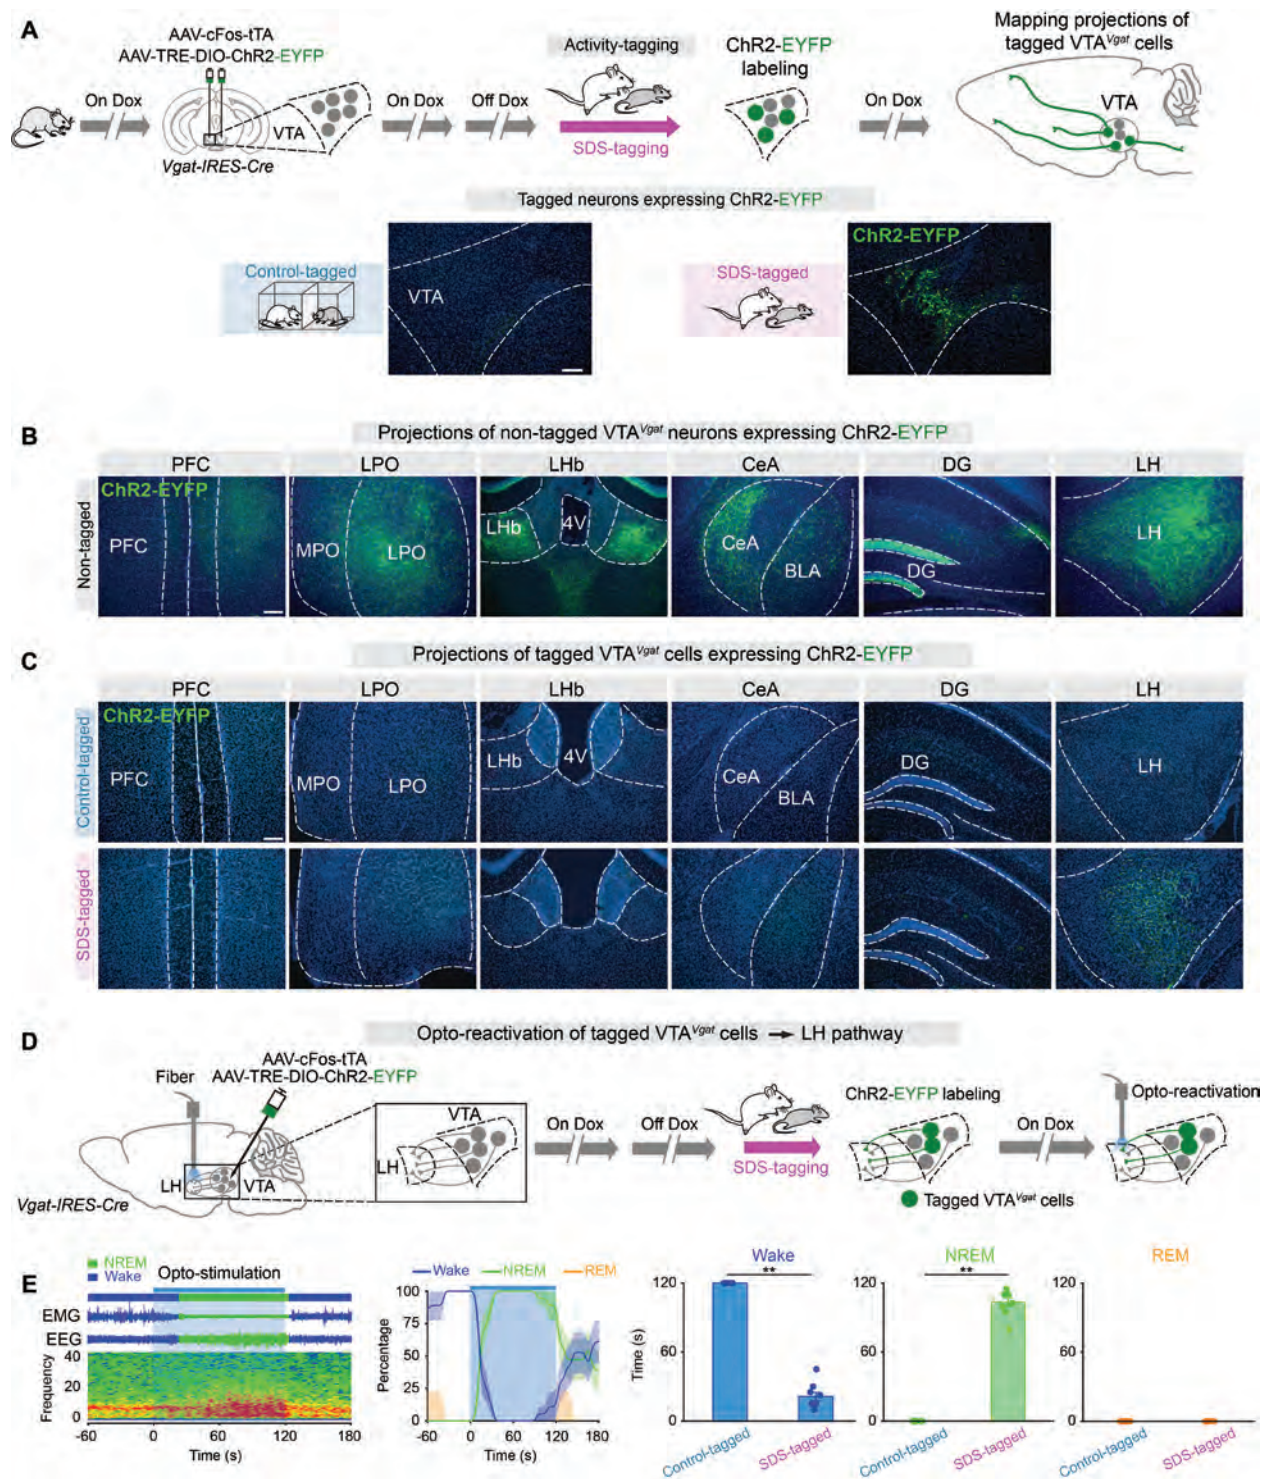 A
AAV-cFos-tTA
AAV-TRE-DIO-ChR2-EYFP
On Dox
VTA
Vgat-IRES-Cre
On Dox
Off Dox
Activity-tagging
SDS-tagging
ChR2-EYFP
labeling
On Dox
Mapping projections of
tagged VTAVgat cells
VTA
Tagged neurons expressing ChR2-EYFP
Control-tagged
VTA
SDS-tagged
ChR2-EYFP
B
Projections of non-tagged VTAVgat neurons expressing ChR2-EYFP
PFC LPO LHb CeA DG LH
Non-tagged
ChR2-EYFP
PFC
MPO
LPO
LHb
4V
CeA
BLA
DG
LH
C
Projections of tagged VTAVgat cells expressing ChR2-EYFP
PFC LPO LHb CeA DG LH
Control-tagged
ChR2-EYFP
PFC
MPO
LPO
LHb
4V
CeA
BLA
DG
LH
SDS-tagged
D
Opto-reactivation of tagged VTAVgat cells → LH pathway
AAV-cFos-tTA
AAV-TRE-DIO-ChR2-EYFP
Fiber
LH
VTA
Vgat-IRES-Cre
VTA
LH
On Dox
Off Dox
SDS-tagging
ChR2-EYFP labeling
Tagged VTAVgat cells
On Dox
Opto-reactivation
E
NREM
Wake
Opto-stimulation
EMG
EEG
Frequency
40
20
0
-60 0 60 120 180
Time (s)
Wake NREM REM
Percentage
100
75
50
25
0
-60 0 60 120 180
Time (s)
Wake
**
Time (s)
120
60
0
Control-tagged
SDS-tagged
NREM
**
120
60
0
Control-tagged
SDS-tagged
REM
120
60
0
Control-tagged
SDS-tagged